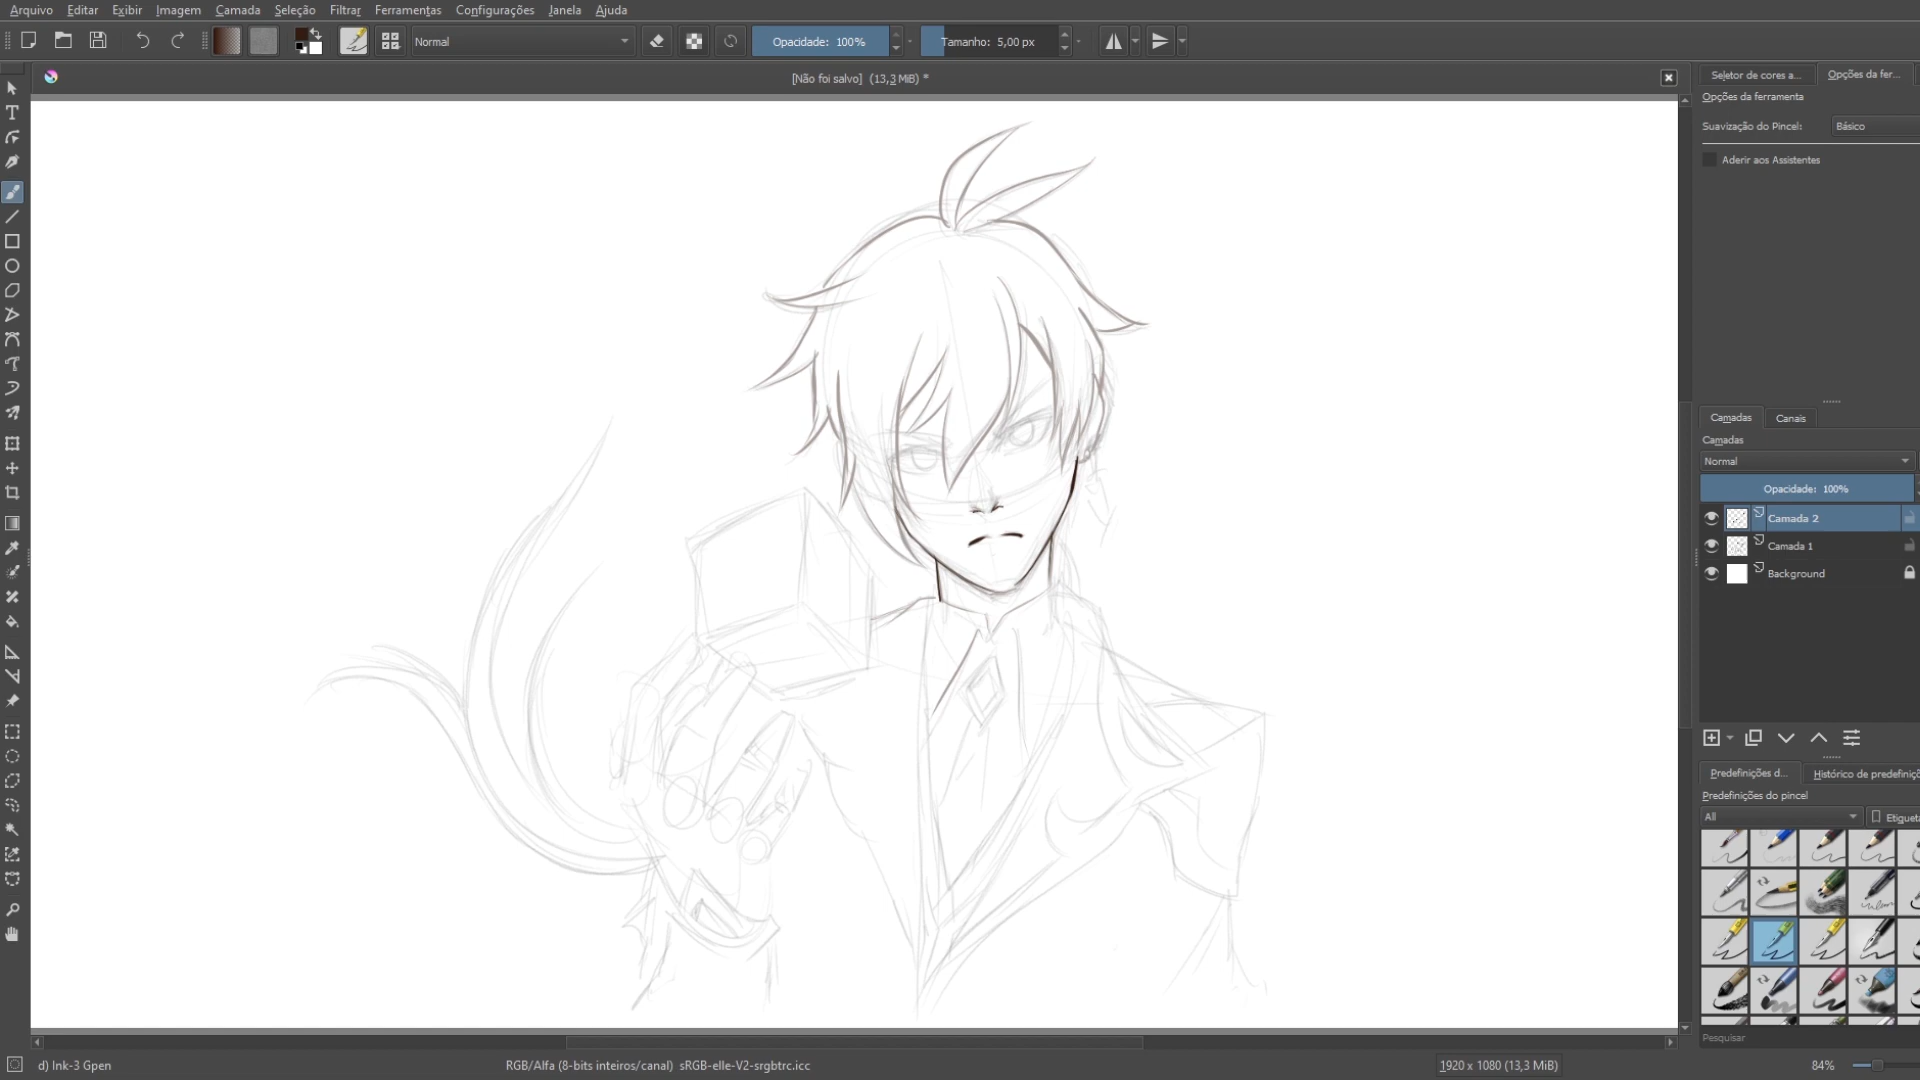 Arquivo Editar Exibir Imagem Camada Seleção Filtrar Ferramentas Configurações Janela Ajuda
Normal Opacidade: 100% Tamanho: 5,00 px
[Não foi salvo] (13,3 MiB) *
Seletor de cores a... Opções da fer...
Opções da ferramenta
Suavização do Pincel: Básico
Aderir aos Assistentes
Camadas Canais
Camadas
Normal
Opacidade: 100%
Camada 2
Camada 1
Background
Predefinições d... Histórico de predefiniçõ
Predefinições do pincel
All Etiqueta
Pesquisar
d) Ink-3 Gpen RGB/Alfa (8-bits inteiros/canal) sRGB-elle-V2-srgbtrc.icc 1920 x 1080 (13,3 MiB) 84%